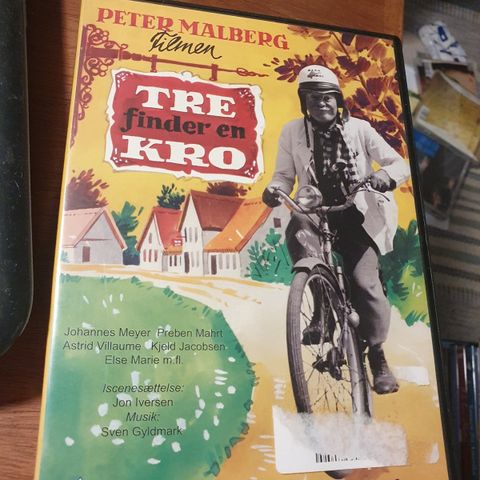 PETER MALBERG
Filmen
TRE
finder en
KRO
Johannes Meyer Preben Mahrt
Astrid Villaume Kjeld Jacobsen
Else Marie m.fl.
Iscenesættelse:
Jon Iversen
Musik:
Sven Gyldmark